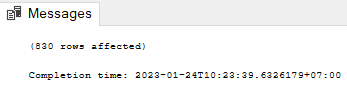 Messages
(830 rows affected)
Completion time: 2023-01-24T10:23:39.6326179+07:00